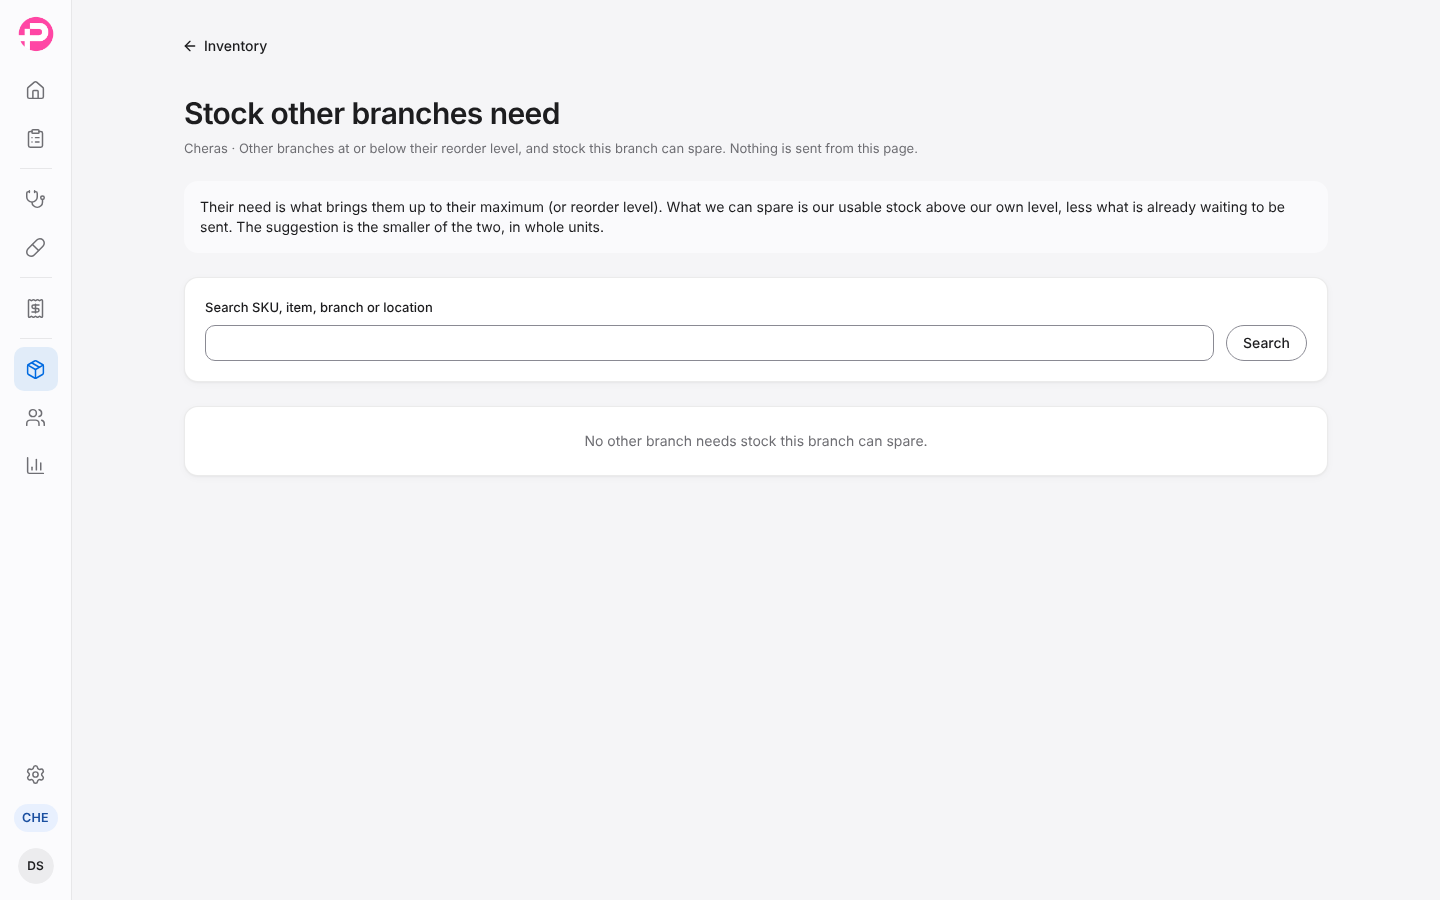 Inventory
Stock other branches need
Cheras · Other branches at or below their reorder level, and stock this branch can spare. Nothing is sent from this page.
Their need is what brings them up to their maximum (or reorder level). What we can spare is our usable stock above our own level, less what is already waiting to be
sent. The suggestion is the smaller of the two, in whole units.
Search SKU, item, branch or location
Search
No other branch needs stock this branch can spare.
CHE
DS